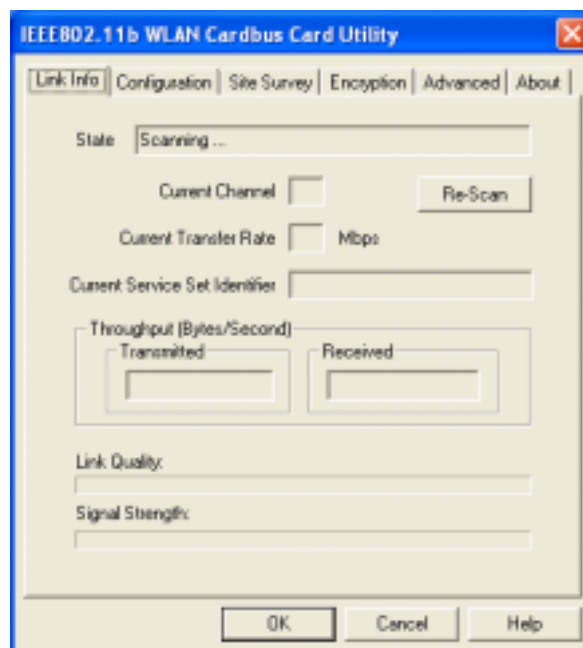 IEEE802.11b WLAN Cardbus Card Utility
Link Info Configuration Site Survey Encryption Advanced About
State Scanning ...
Current Channel Re-Scan
Current Transfer Rate Mbps
Current Service Set Identifier
Throughput (Bytes/Second)
Transmitted Received
Link Quality:
Signal Strength:
OK Cancel Help